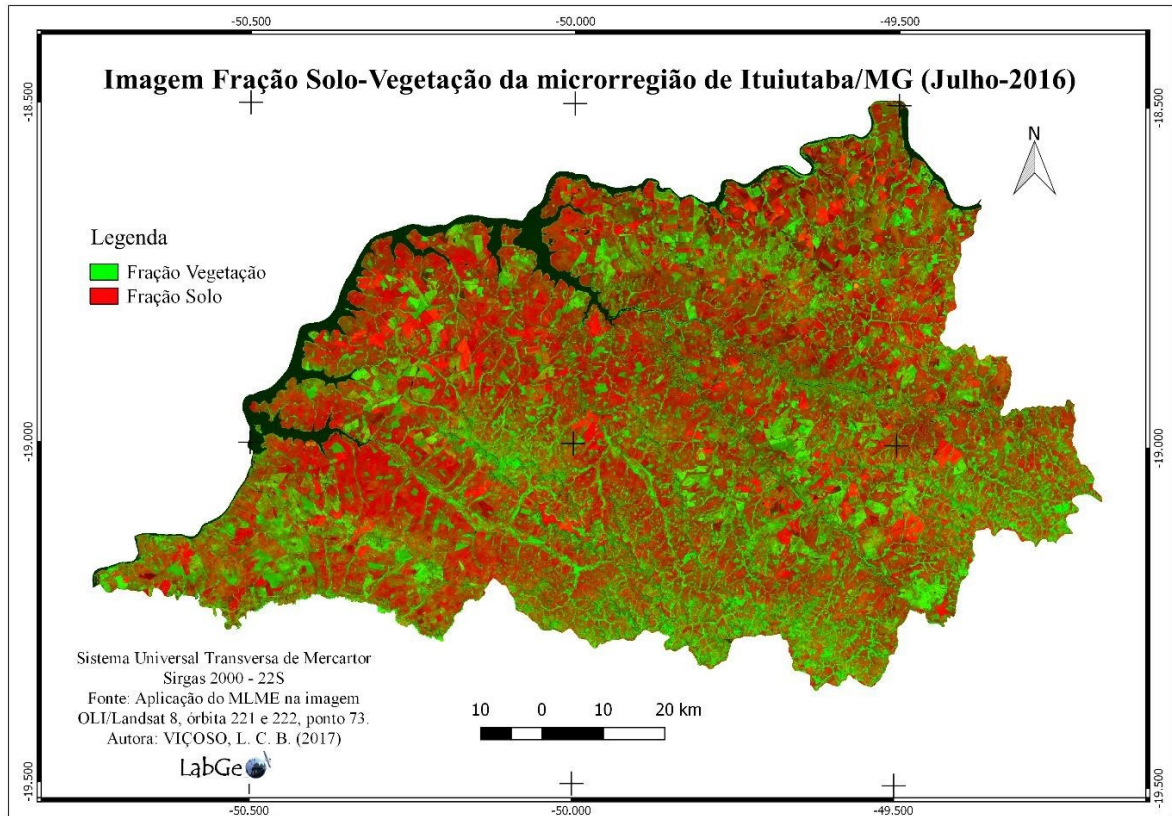 -50.500 -50.000 -49.500
Imagem Fração Solo-Vegetação da microrregião de Ituiutaba/MG (Julho-2016)
-18.500 -18.500
N
Legenda
Fração Vegetação
Fração Solo
-19.000 -19.000
Sistema Universal Transversa de Mercartor
Sirgas 2000 - 22S
Fonte: Aplicação do MLME na imagem
OLI/Landsat 8, órbita 221 e 222, ponto 73.
Autora: VIÇOSO, L. C. B. (2017)
LabGe
10 0 10 20 km
-19.500 -19.500
-50.500 -50.000 -49.500